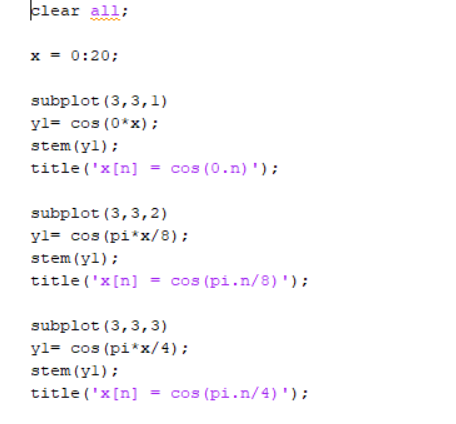 clear all;
x = 0:20;
subplot(3,3,1)
y1= cos(0*x);
stem(y1);
title('x[n] = cos(0.n)');
subplot(3,3,2)
y1= cos(pi*x/8);
stem(y1);
title('x[n] = cos(pi.n/8)');
subplot(3,3,3)
y1= cos(pi*x/4);
stem(y1);
title('x[n] = cos(pi.n/4)');